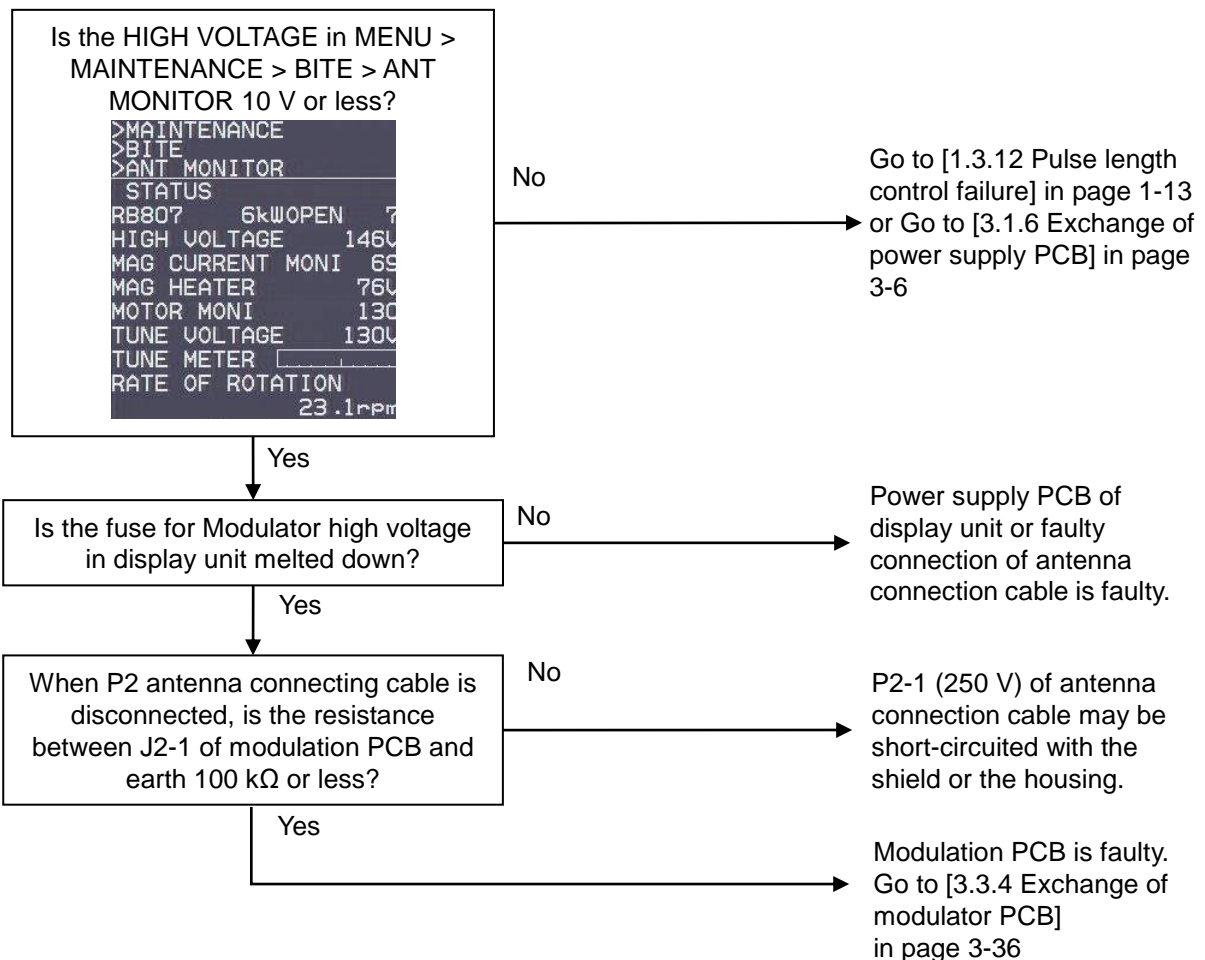 Is the HIGH VOLTAGE in MENU >
MAINTENANCE > BITE > ANT
MONITOR 10 V or less?
>MAINTENANCE
>BITE
>ANT MONITOR
STATUS
RB807 6kWOPEN 7
HIGH VOLTAGE 146V
MAG CURRENT MONI 69
MAG HEATER 76V
MOTOR MONI 130
TUNE VOLTAGE 130V
TUNE METER
RATE OF ROTATION
23.1rpm
No
Go to [1.3.12 Pulse length
control failure] in page 1-13
or Go to [3.1.6 Exchange of
power supply PCB] in page
3-6
Yes
Is the fuse for Modulator high voltage
in display unit melted down?
No
Power supply PCB of
display unit or faulty
connection of antenna
connection cable is faulty.
Yes
When P2 antenna connecting cable is
disconnected, is the resistance
between J2-1 of modulation PCB and
earth 100 kΩ or less?
No
P2-1 (250 V) of antenna
connection cable may be
short-circuited with the
shield or the housing.
Yes
Modulation PCB is faulty.
Go to [3.3.4 Exchange of
modulator PCB]
in page 3-36